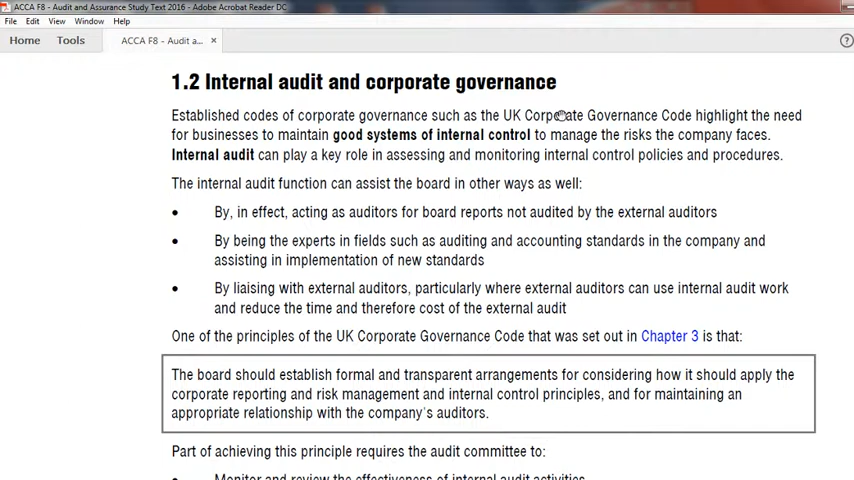 ACCA F8 - Audit and Assurance Study Text 2016 - Adobe Acrobat Reader DC
File Edit View Window Help
Home Tools ACCA F8 - Audit a... ×
1.2 Internal audit and corporate governance
Established codes of corporate governance such as the UK Corporate Governance Code highlight the need
for businesses to maintain good systems of internal control to manage the risks the company faces.
Internal audit can play a key role in assessing and monitoring internal control policies and procedures.
The internal audit function can assist the board in other ways as well:
• By, in effect, acting as auditors for board reports not audited by the external auditors
• By being the experts in fields such as auditing and accounting standards in the company and
assisting in implementation of new standards
• By liaising with external auditors, particularly where external auditors can use internal audit work
and reduce the time and therefore cost of the external audit
One of the principles of the UK Corporate Governance Code that was set out in Chapter 3 is that:
The board should establish formal and transparent arrangements for considering how it should apply the
corporate reporting and risk management and internal control principles, and for maintaining an
appropriate relationship with the company's auditors.
Part of achieving this principle requires the audit committee to:
• Monitor and review the effectiveness of internal audit activities